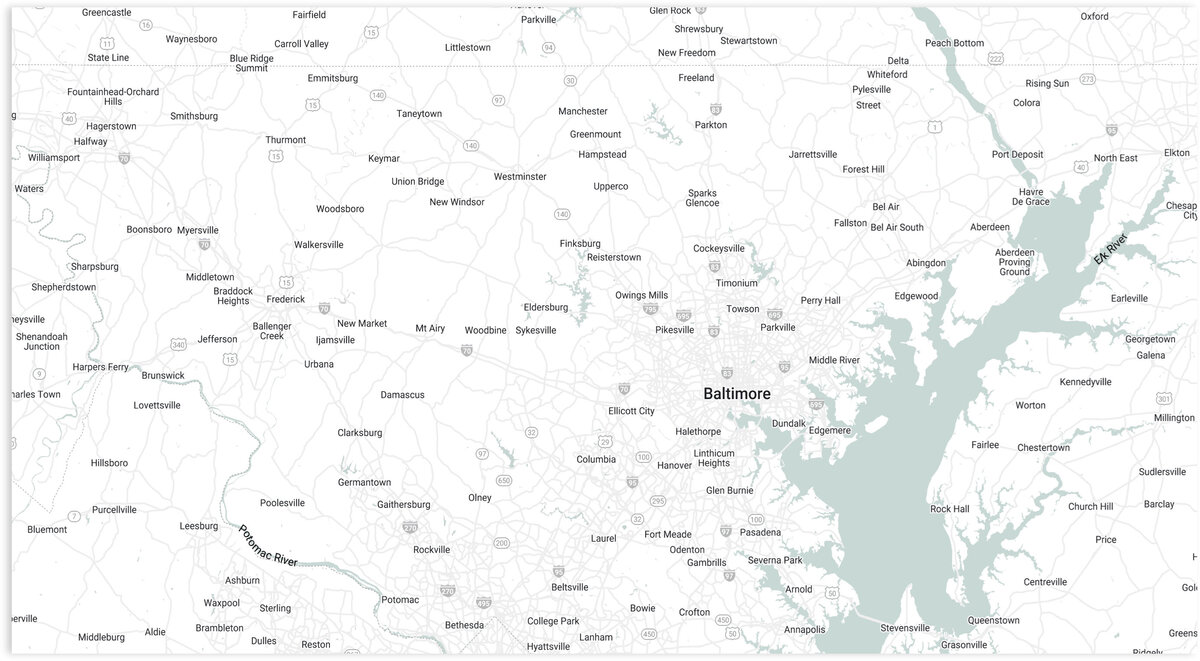 Greencastle
Fairfield
Parkville
Glen Rock
Oxford
16
15
Shrewsbury
Waynesboro
Carroll Valley
Littlestown
94
Stewartstown
Peach Bottom
11
State Line
Blue Ridge
Summit
New Freedom
Delta
222
Emmitsburg
30
Freeland
Whiteford
Rising Sun
273
Fountainhead-Orchard
Hills
140
97
Pylesville
Street
Colora
15
Taneytown
Manchester
83
40
Smithsburg
Hagerstown
Parkton
1
95
Halfway
Thurmont
Greenmount
140
Williamsport
70
15
Keymar
Hampstead
Jarrettsville
Port Deposit
North East
Elkton
40
Forest Hill
Waters
Union Bridge
Westminster
Upperco
Sparks
Glencoe
Havre
De Grace
New Windsor
Woodsboro
140
Bel Air
Chesap
City
Boonsboro
Myersville
Fallston
Bel Air South
Aberdeen
70
Walkersville
Finksburg
Cockeysville
Elk River
Reisterstown
Aberdeen
Proving
Ground
Sharpsburg
83
Abingdon
Middletown
15
Timonium
Shepherdstown
Braddock
Heights
Frederick
Owings Mills
Perry Hall
Edgewood
Earleville
70
Eldersburg
795
695
Towson
695
heysville
Ballenger
Creek
New Market
Mt Airy
Woodbine
Sykesville
Pikesville
83
Parkville
Shenandoah
Junction
340
Jefferson
Ijamsville
Georgetown
15
70
Middle River
Galena
Harpers Ferry
Urbana
83
95
9
Brunswick
70
Kennedyville
harles Town
Damascus
Baltimore
301
Lovettsville
Ellicott City
695
Worton
Millington
Dundalk
Clarksburg
32
29
Halethorpe
Edgemere
Fairlee
Chestertown
97
Columbia
100
Hanover
Linthicum
Heights
Hillsboro
Germantown
650
95
Sudlersville
Poolesville
Gaithersburg
Olney
295
Glen Burnie
Purcellville
Rock Hall
Church Hill
Barclay
7
Bluemont
Leesburg
270
32
100
Potomac River
Laurel
Fort Meade
97
Pasadena
Price
Rockville
200
Odenton
Gambrills
Severna Park
Ashburn
95
97
Beltsville
Arnold
Centreville
270
50
Waxpool
Sterling
Potomac
495
Bowie
Crofton
erville
Brambleton
Bethesda
College Park
450
Annapolis
Stevensville
Queenstown
Middleburg
Aldie
Dulles
Reston
Lanham
450
50
Hyattsville
Grasonville
Greens